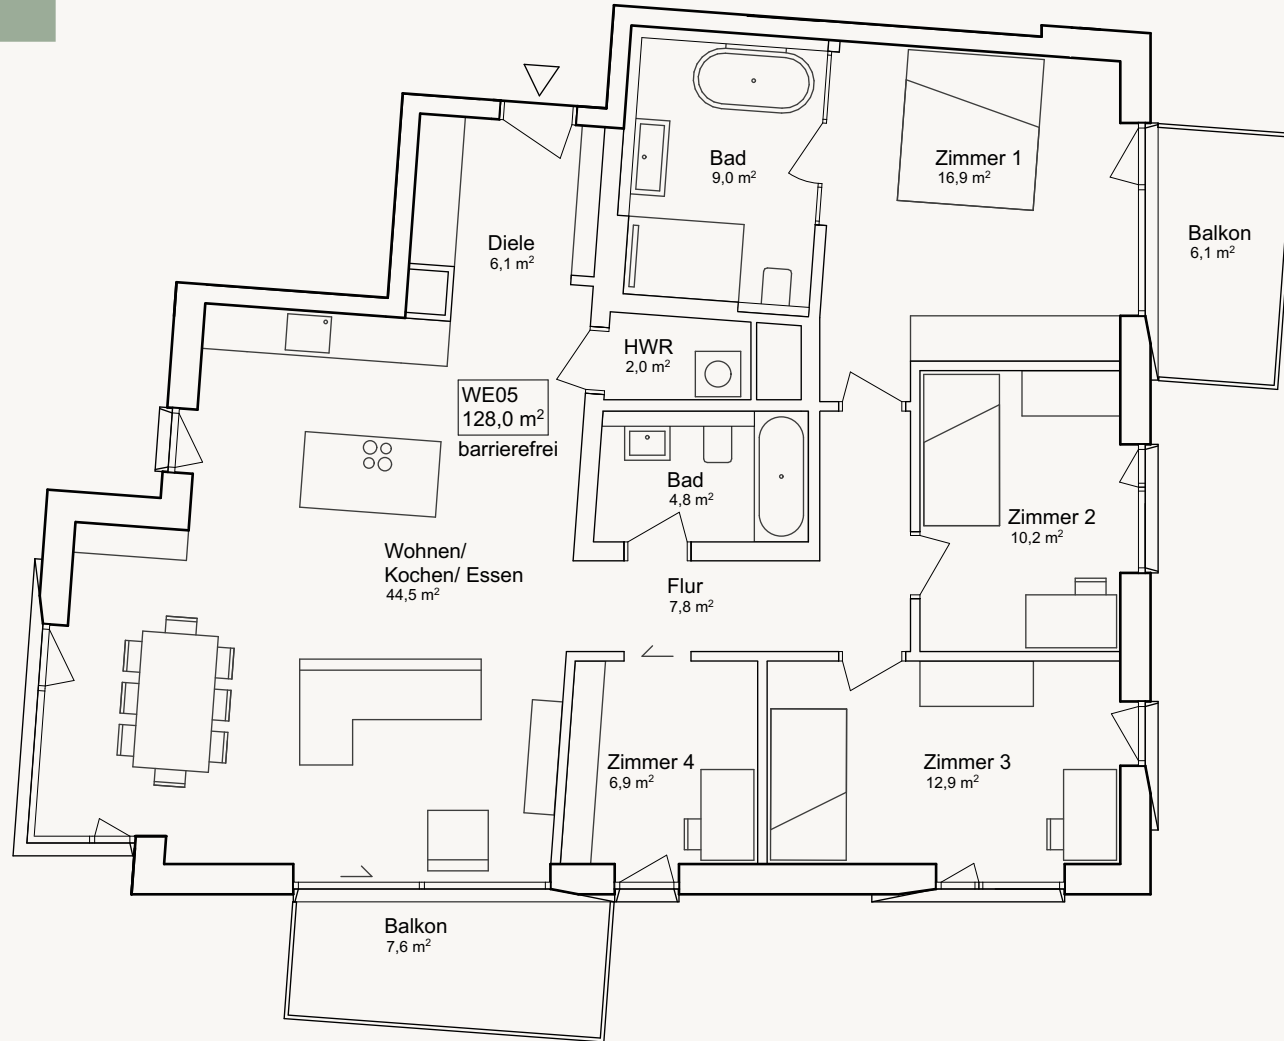 Bad
9,0 m²
Zimmer 1
16,9 m²
Diele
6,1 m²
Balkon
6,1 m²
HWR
2,0 m²
WE05
128,0 m²
barrierefrei
Bad
4,8 m²
Zimmer 2
10,2 m²
Wohnen/
Kochen/ Essen
44,5 m²
Flur
7,8 m²
Zimmer 4
6,9 m²
Zimmer 3
12,9 m²
Balkon
7,6 m²